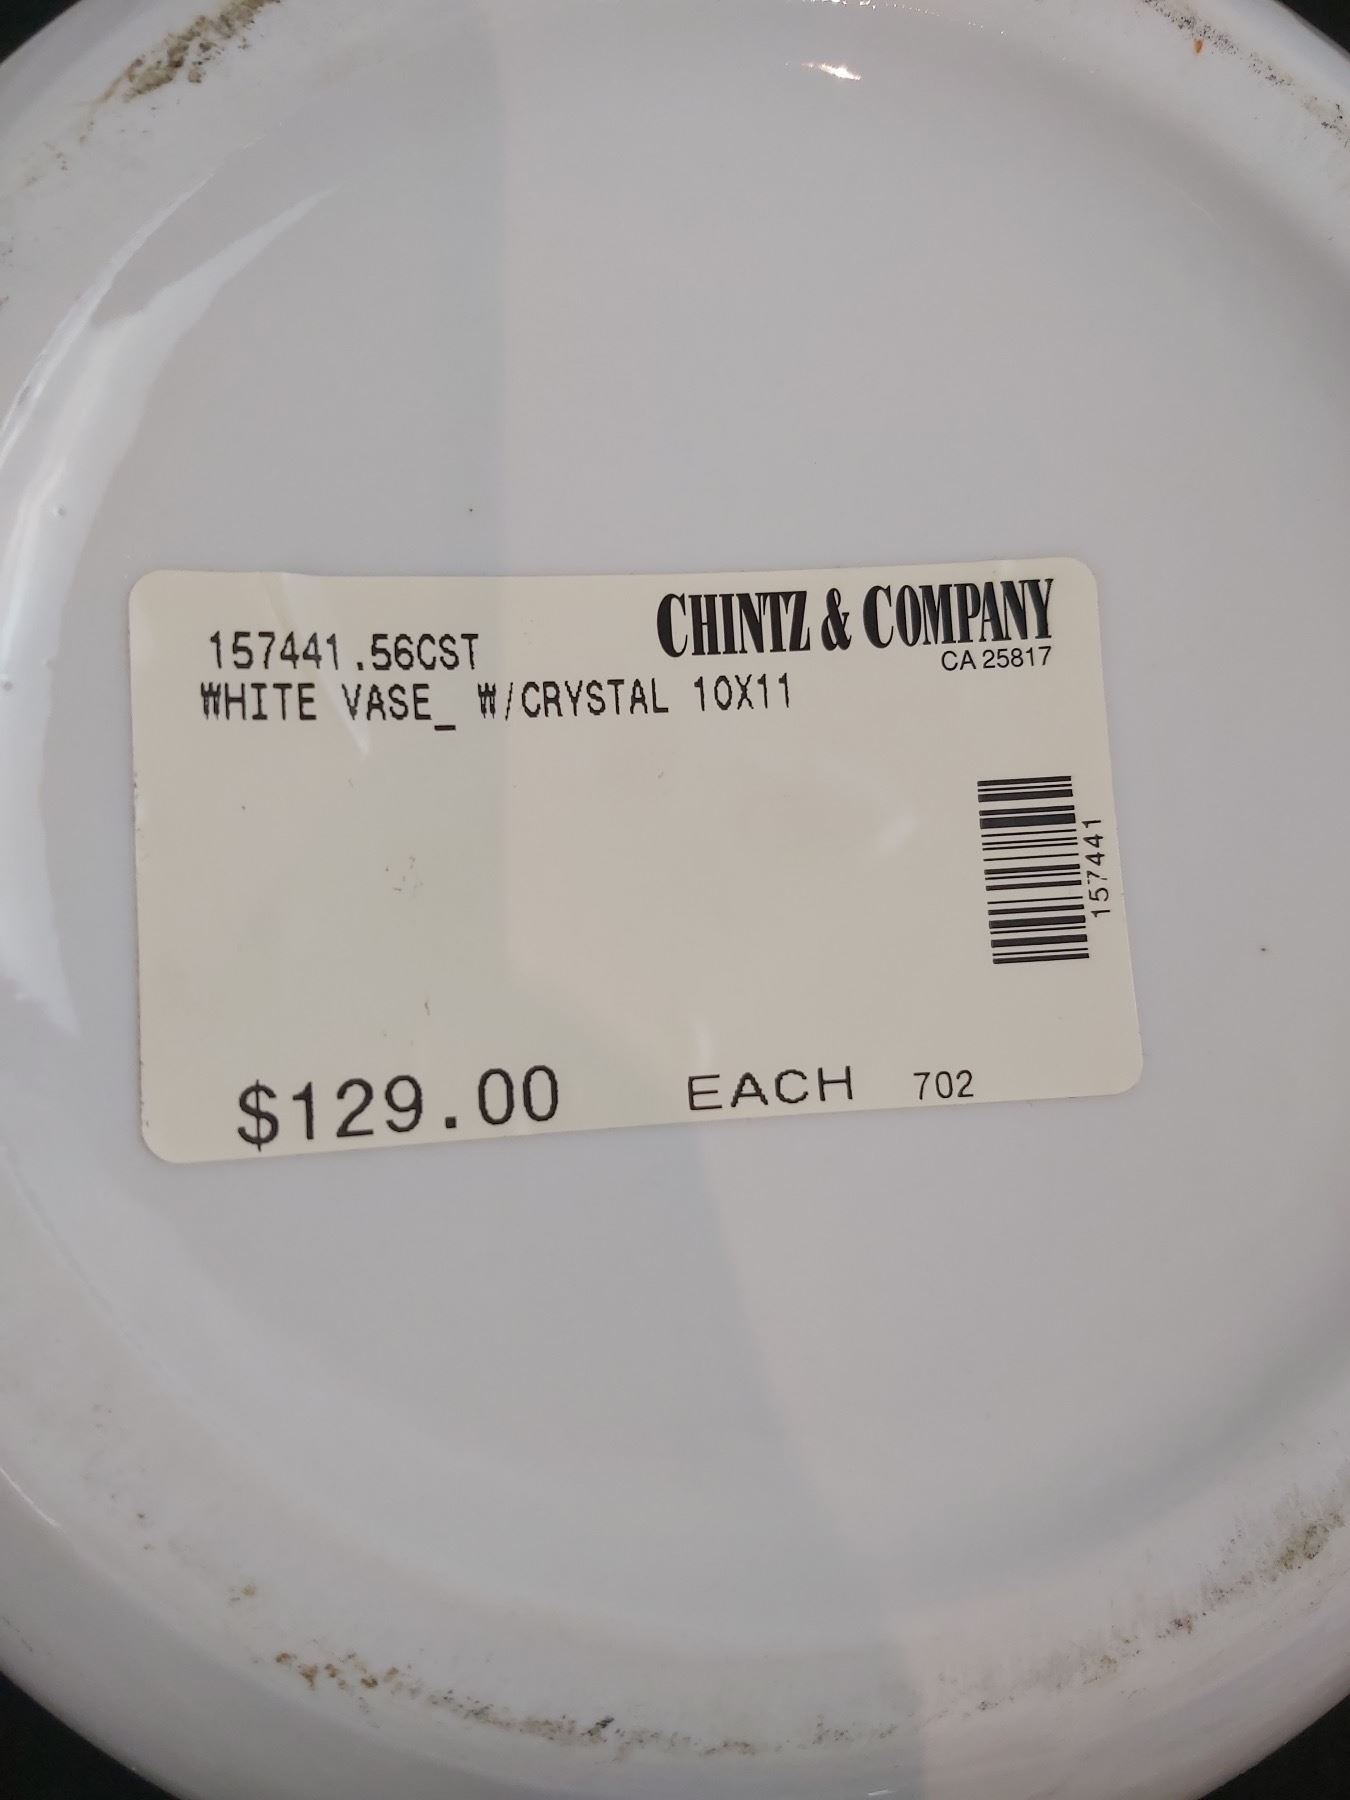 CHINTZ & COMPANY
CA 25817
157441.56CST
WHITE VASE_ W/CRYSTAL 10X11
157441
$129.00 EACH 702